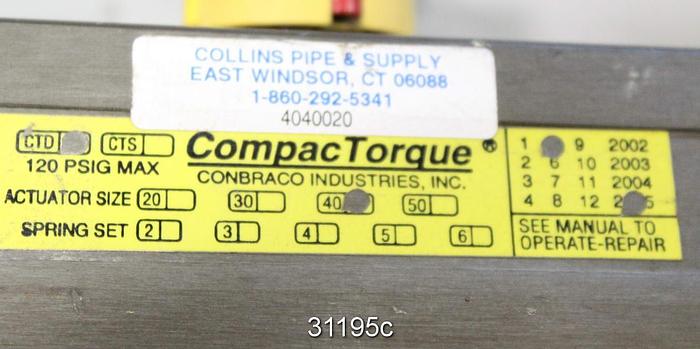 COLLINS PIPE & SUPPLY
EAST WINDSOR, CT 06088
1-860-292-5341
4040020
CTD CTS
120 PSIG MAX
CompacTorque®
CONBRACO INDUSTRIES, INC.
ACTUATOR SIZE 20 30 40 50
SPRING SET 2 3 4 5 6
1 9 2002
2 6 10 2003
3 7 11 2004
4 8 12
SEE MANUAL TO
OPERATE-REPAIR
31195c